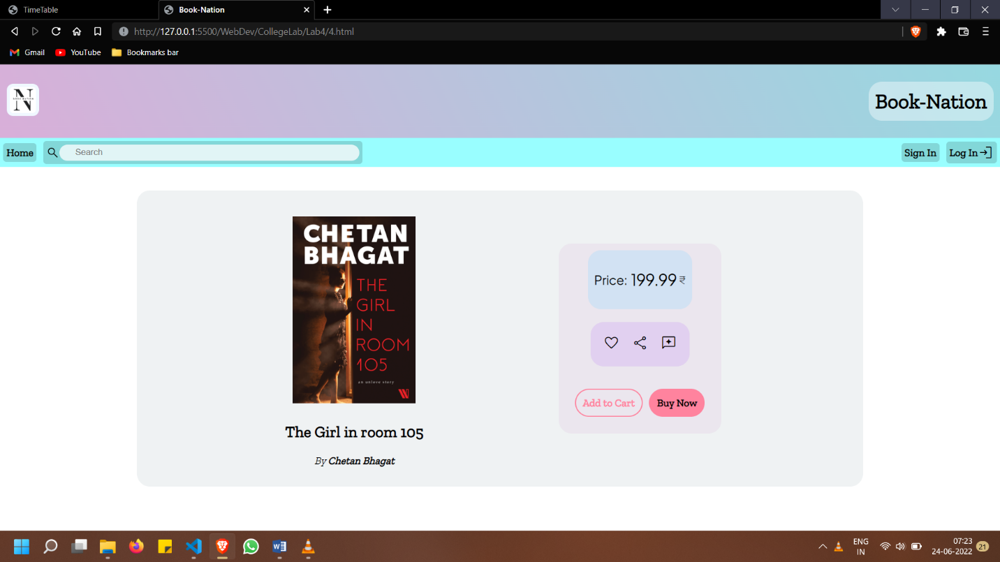 TimeTable
Book-Nation
http://127.0.0.1:5500/WebDev/CollegeLab/Lab4/4.html
Gmail
YouTube
Bookmarks bar
N
BOOK NATION
Book-Nation
Home
Search
Sign In
Log In
CHETAN
BHAGAT
THE
GIRL
IN
ROOM
105
an unlove story
Price: 199.99 ₹
Add to Cart
Buy Now
The Girl in room 105
By Chetan Bhagat
ENG
IN
07:23
24-06-2022
21